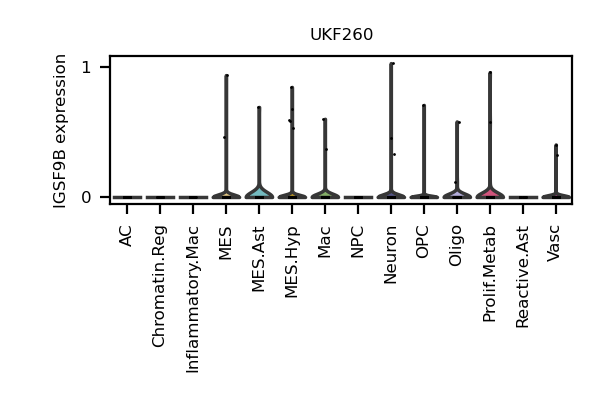 UKF260
IGSF9B expression
1
0
AC
Chromatin.Reg
Inflammatory.Mac
MES
MES.Ast
MES.Hyp
Mac
NPC
Neuron
OPC
Oligo
Prolif.Metab
Reactive.Ast
Vasc